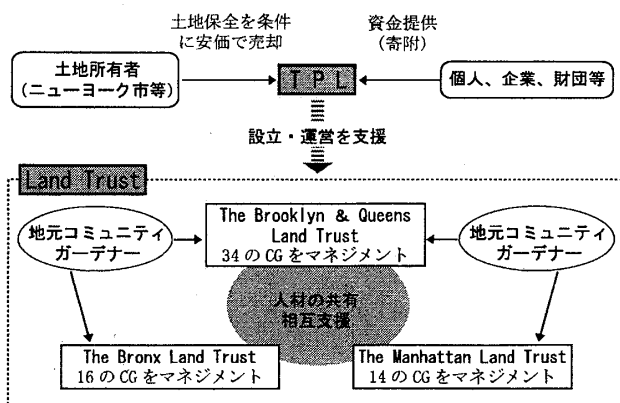 土地保全を条件
に安価で売却
資金提供
(寄附)
土地所有者
(ニューヨーク市等)
TPL
個人、企業、財団等
設立・運営を支援
Land Trust
地元コミュニティ
ガーデナー
The Brooklyn & Queens
Land Trust
34 の CG をマネジメント
地元コミュニティ
ガーデナー
人材の共有
相互支援
The Bronx Land Trust
16 の CG をマネジメント
The Manhattan Land Trust
14 の CG をマネジメント